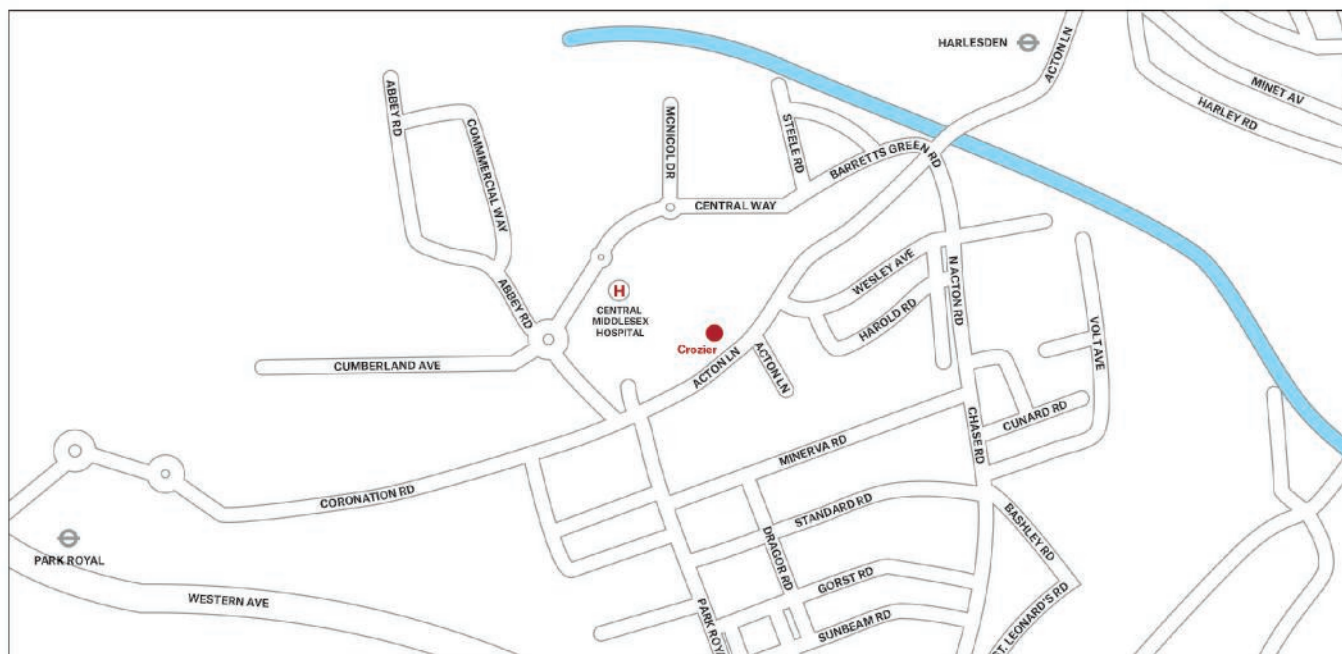 HARLESDEN
ACTON LN
MINET AV
HARLEY RD
ABBEY RD
COMMMERCIAL WAY
MCNICOL DR
STEELE RD
BARRETTS GREEN RD
CENTRAL WAY
ABBEY RD
H
CENTRAL
MIDDLESEX
HOSPITAL
Crozier
WESLEY AVE
HAROLD RD
N ACTON RD
VOLT AVE
CUMBERLAND AVE
ACTON LN
ACTON LN
CUNARD RD
CHASE RD
MINERVA RD
CORONATION RD
STANDARD RD
DRAGOR RD
BASHLEY RD
PARK ROYAL
GORST RD
WESTERN AVE
PARK ROYA
SUNBEAM RD
ST. LEONARD'S RD